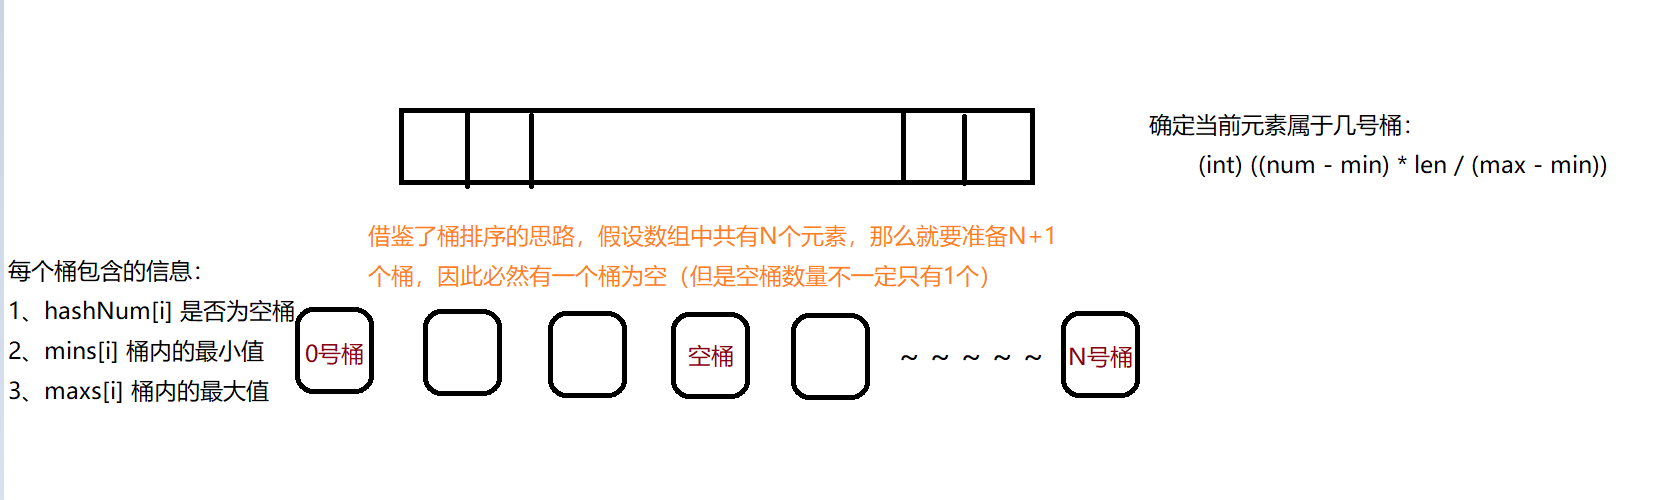 确定当前元素属于几号桶：
(int) ((num - min) * len / (max - min))
借鉴了桶排序的思路，假设数组中共有N个元素，那么就要准备N+1
个桶，因此必然有一个桶为空（但是空桶数量不一定只有1个）
每个桶包含的信息：
1、hashNum[i] 是否为空桶
2、mins[i] 桶内的最小值
3、maxs[i] 桶内的最大值
0号桶
空桶
~ ~ ~ ~ ~
N号桶